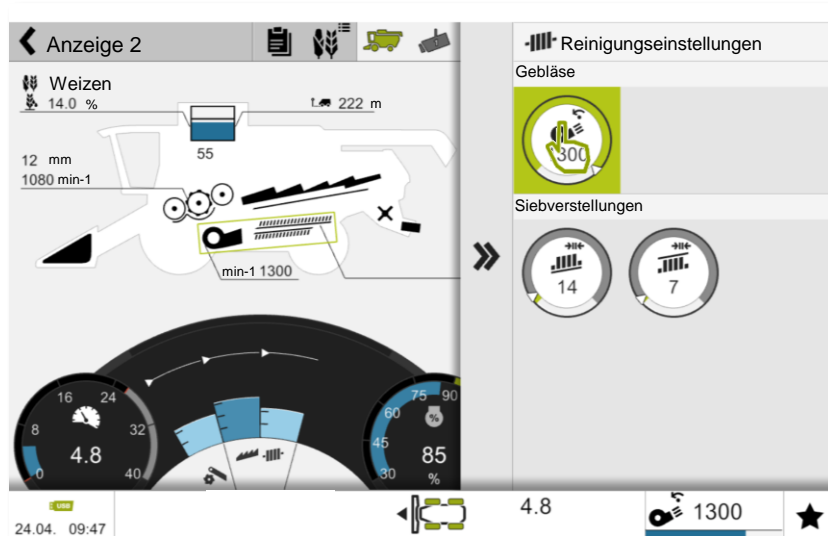 Anzeige 2
Reinigungseinstellungen
Gebläse
Weizen
14.0 %
222 m
55
12 mm
1080 min-1
min-1 1300
300
Siebverstellungen
14
7
0
8
16
24
32
40
4.8
30
45
60
75
90
%
85
%
USB
24.04. 09:47
4.8
1300